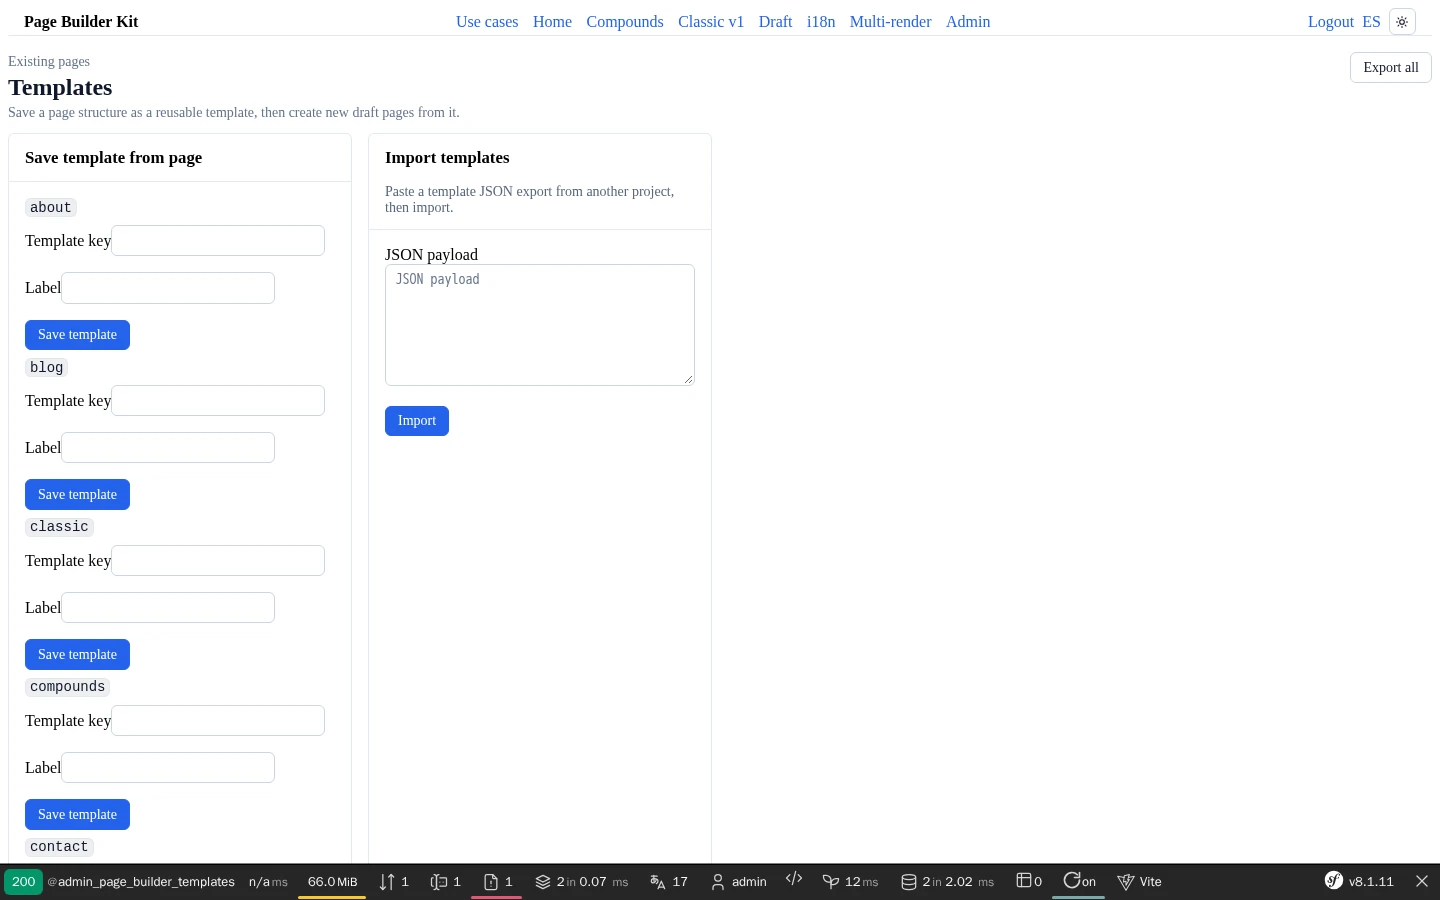 Page Builder Kit
Use cases Home Compounds Classic v1 Draft i18n Multi-render Admin
Logout ES
Existing pages
Export all
Templates
Save a page structure as a reusable template, then create new draft pages from it.
Save template from page
about
Template key
Label
Save template
blog
Template key
Label
Save template
classic
Template key
Label
Save template
compounds
Template key
Label
Save template
contact
Import templates
Paste a template JSON export from another project,
then import.
JSON payload
JSON payload
Import
200 @admin_page_builder_templates n/a ms 66.0 MiB 1 1 1 2 in 0.07 ms 17 admin 12 ms 2 in 2.02 ms 0 on Vite sf v8.1.11